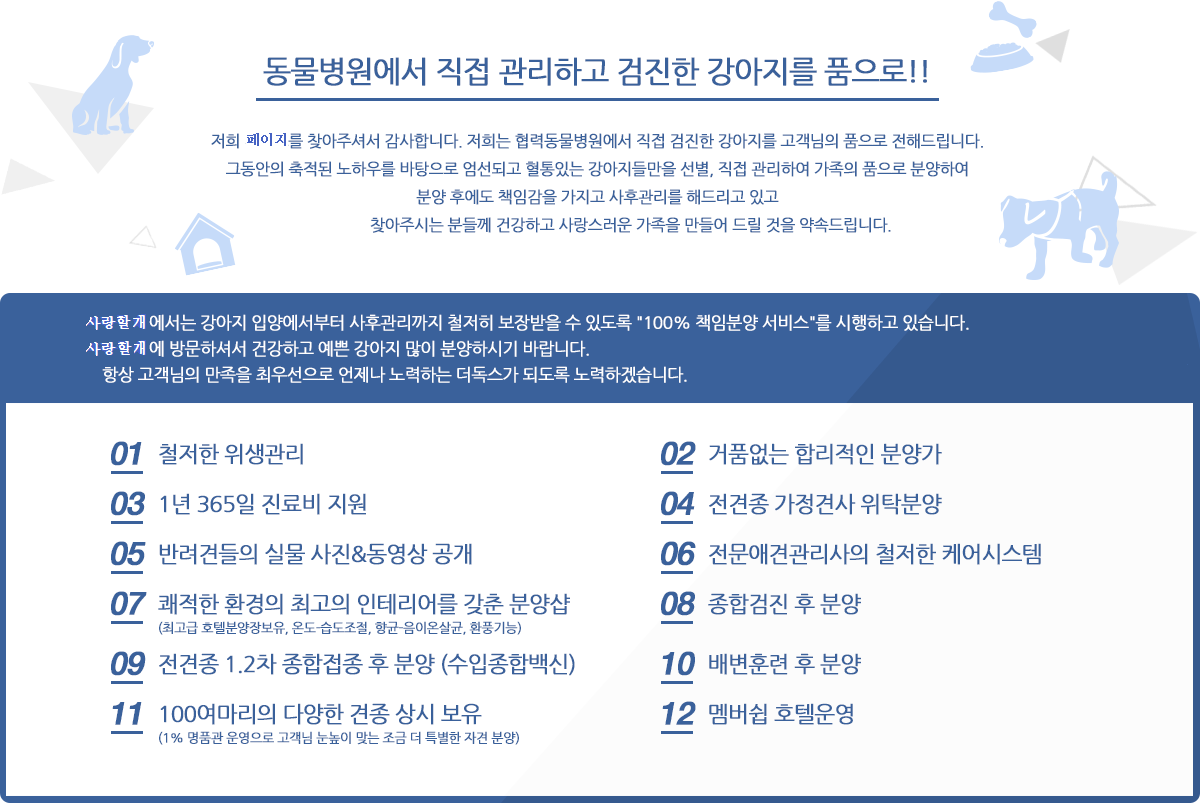 동물병원에서 직접 관리하고 검진한 강아지를 품으로!!
저희 페이지를 찾아주셔서 감사합니다. 저희는 협력동물병원에서 직접 검진한 강아지를 고객님의 품으로 전해드립니다.
그동안의 축적된 노하우를 바탕으로 엄선되고 혈통있는 강아지들만을 선별, 직접 관리하여 가족의 품으로 분양하여
분양 후에도 책임감을 가지고 사후관리를 해드리고 있고
찾아주시는 분들께 건강하고 사랑스러운 가족을 만들어 드릴 것을 약속드립니다.
사랑할개에서는 강아지 입양에서부터 사후관리까지 철저히 보장받을 수 있도록 "100% 책임분양 서비스"를 시행하고 있습니다.
사랑할개에 방문하셔서 건강하고 예쁜 강아지 많이 분양하시기 바랍니다.
항상 고객님의 만족을 최우선으로 언제나 노력하는 더독스가 되도록 노력하겠습니다.
01 철저한 위생관리
02 거품없는 합리적인 분양가
03 1년 365일 진료비 지원
04 전견종 가정견사 위탁분양
05 반려견들의 실물 사진&동영상 공개
06 전문애견관리사의 철저한 케어시스템
07 쾌적한 환경의 최고의 인테리어를 갖춘 분양샵
(최고급 호텔분양장보유, 온도-습도조절, 향균-음이온살균, 환풍기능)
08 종합검진 후 분양
09 전견종 1.2차 종합접종 후 분양 (수입종합백신)
10 배변훈련 후 분양
11 100여마리의 다양한 견종 상시 보유
(1% 명품관 운영으로 고객님 눈높이 맞는 조금 더 특별한 자견 분양)
12 멤버쉽 호텔운영